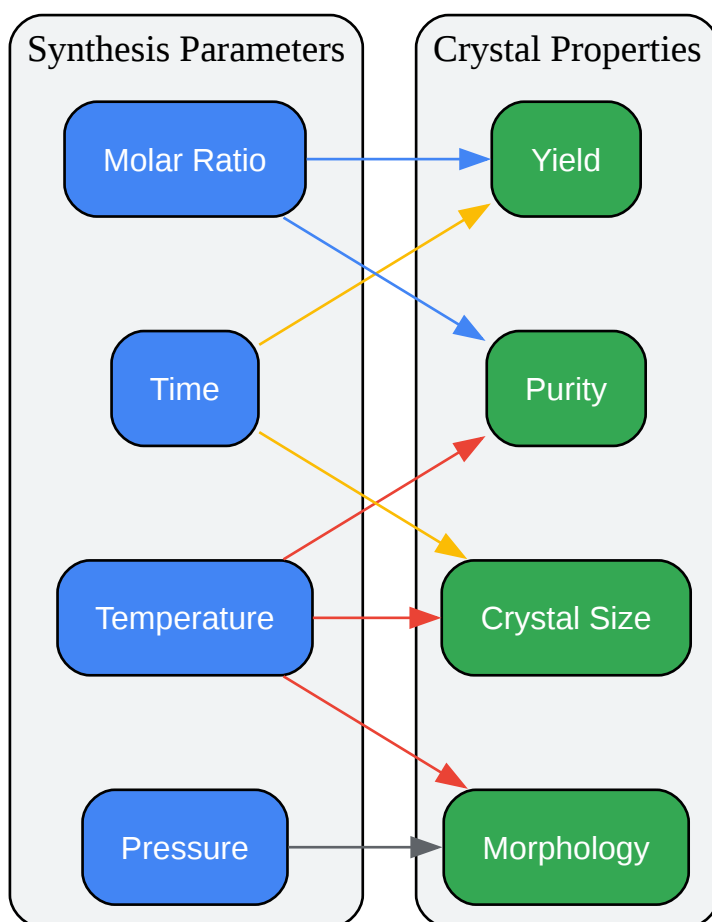 Synthesis Parameters
Crystal Properties
Molar Ratio
Yield
Time
Purity
Temperature
Crystal Size
Pressure
Morphology